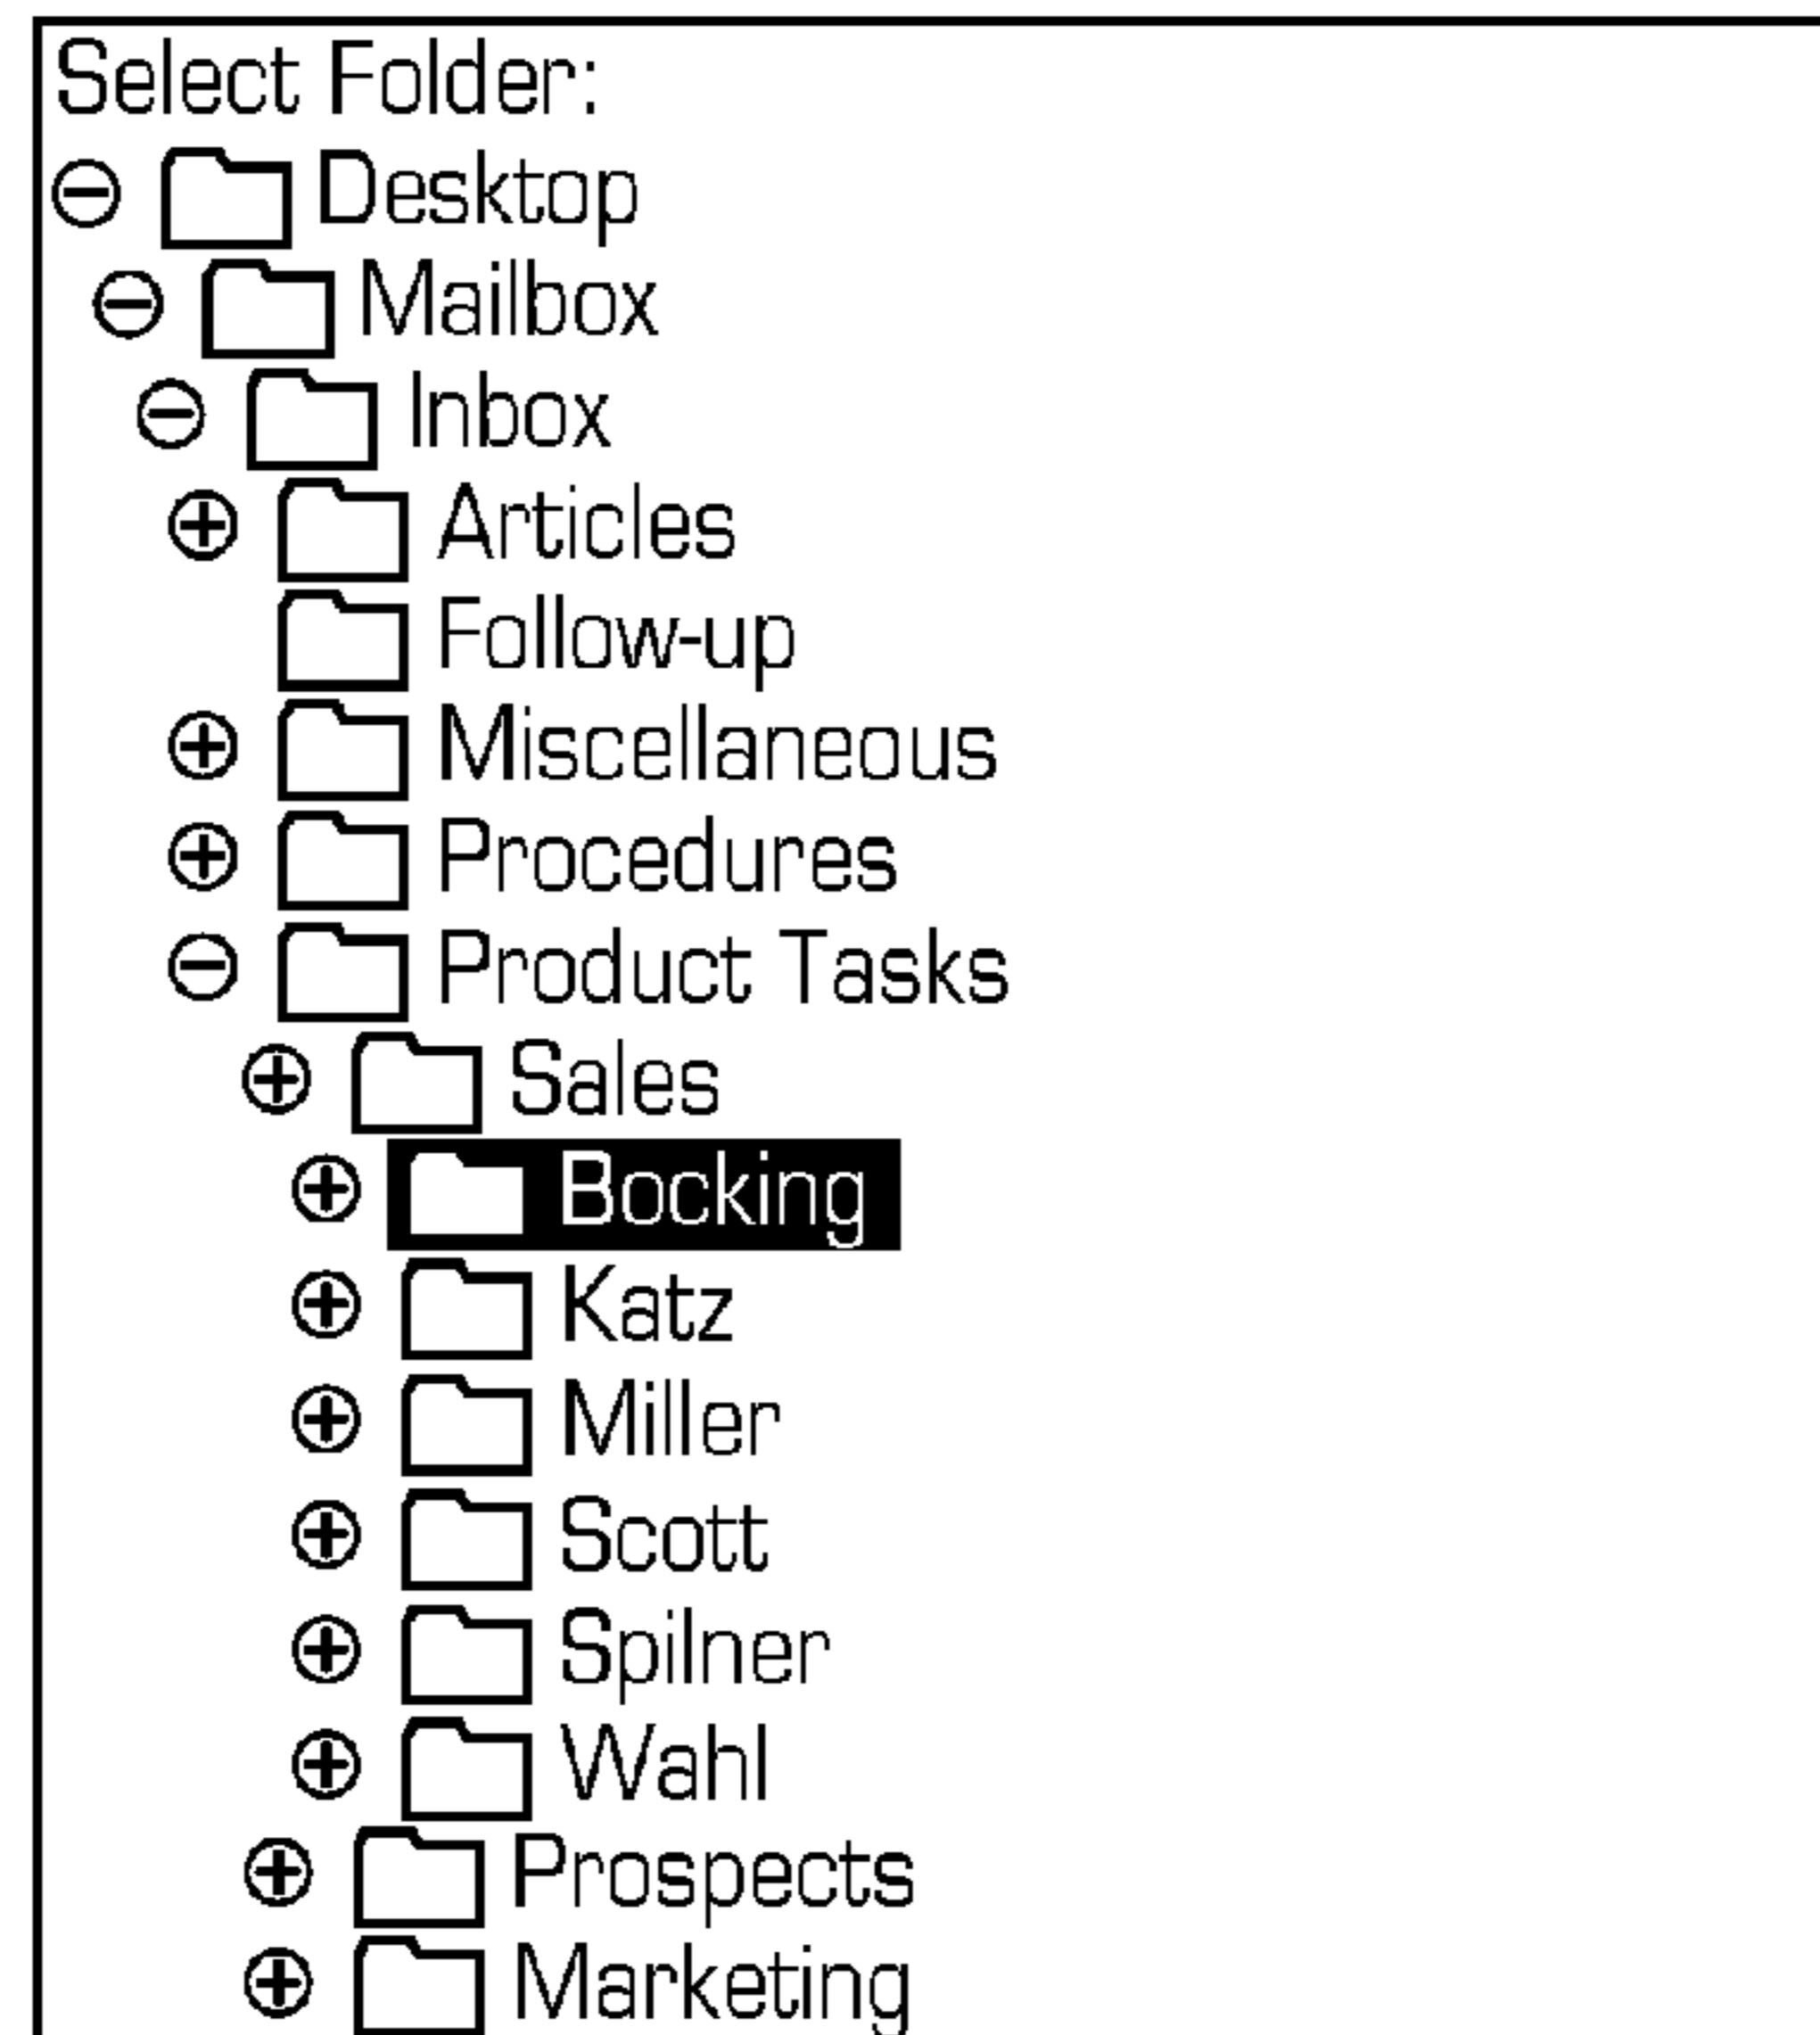 Select Folder:
Desktop
Mailbox
Inbox
Articles
Follow-up
Miscellaneous
Procedures
Product Tasks
Sales
Bocking
Katz
Miller
Scott
Spilner
Wahl
Prospects
Marketing